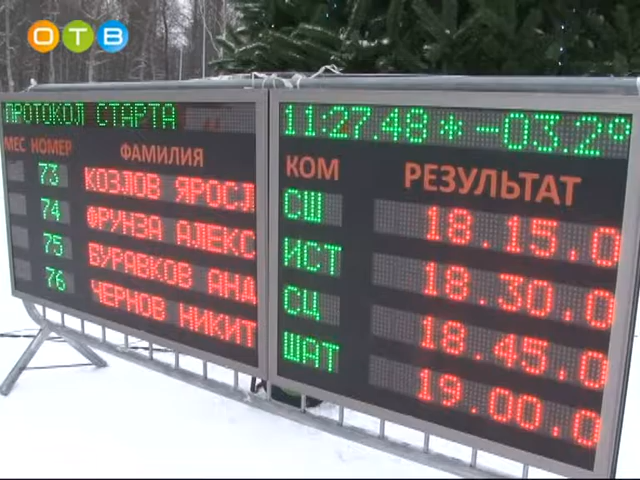 ОТВ
ПРОТОКОЛ СТАРТА 11:27.48 * -03.2°
МЕС НОМЕР ФАМИЛИЯ КОМ РЕЗУЛЬТАТ
73 КОЗЛОВ ЯРОСЛ СШ 18.15.0
74 ФРУНЗА АЛЕКС ИСТ 18.30.0
75 БУРАВКОВ АНД СЦ 18.45.0
76 ЧЕРНОВ НИКИТ ШАТ 19.00.0